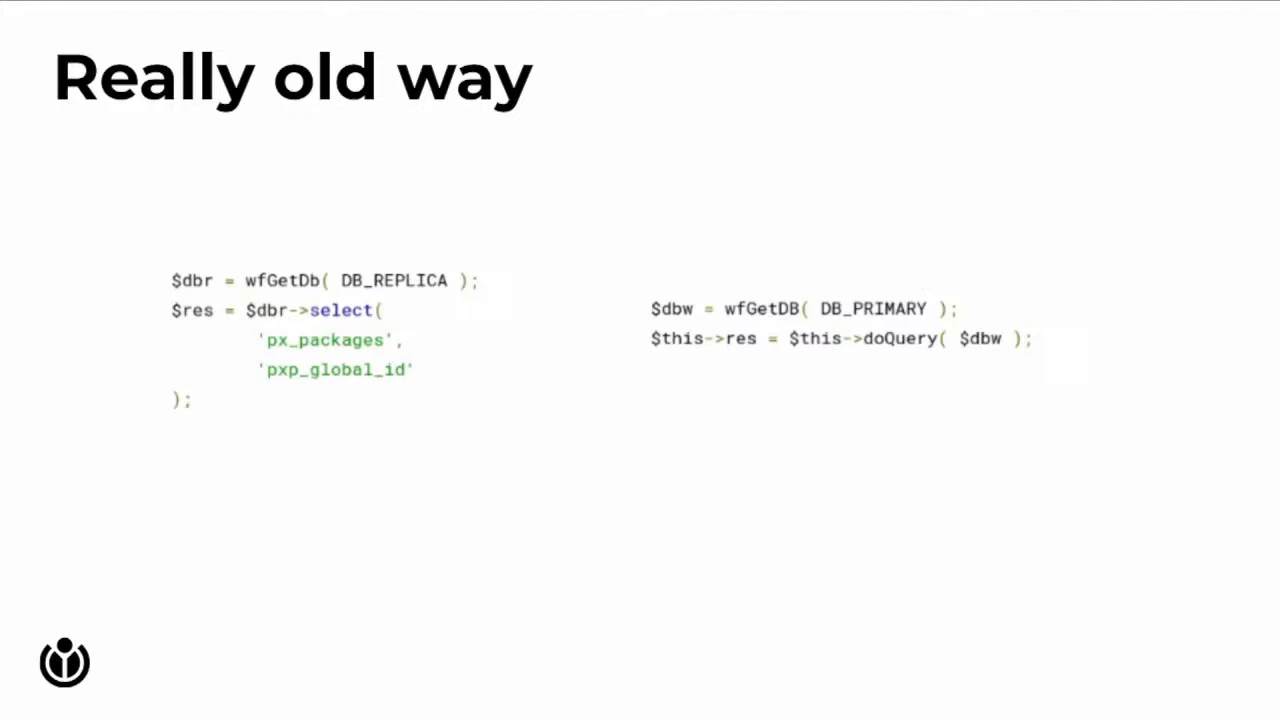 Really old way
$dbr = wfGetDb( DB_REPLICA );
$res = $dbr->select(
'px_packages',
'pxp_global_id'
);
$dbw = wfGetDB( DB_PRIMARY );
$this->res = $this->doQuery( $dbw );